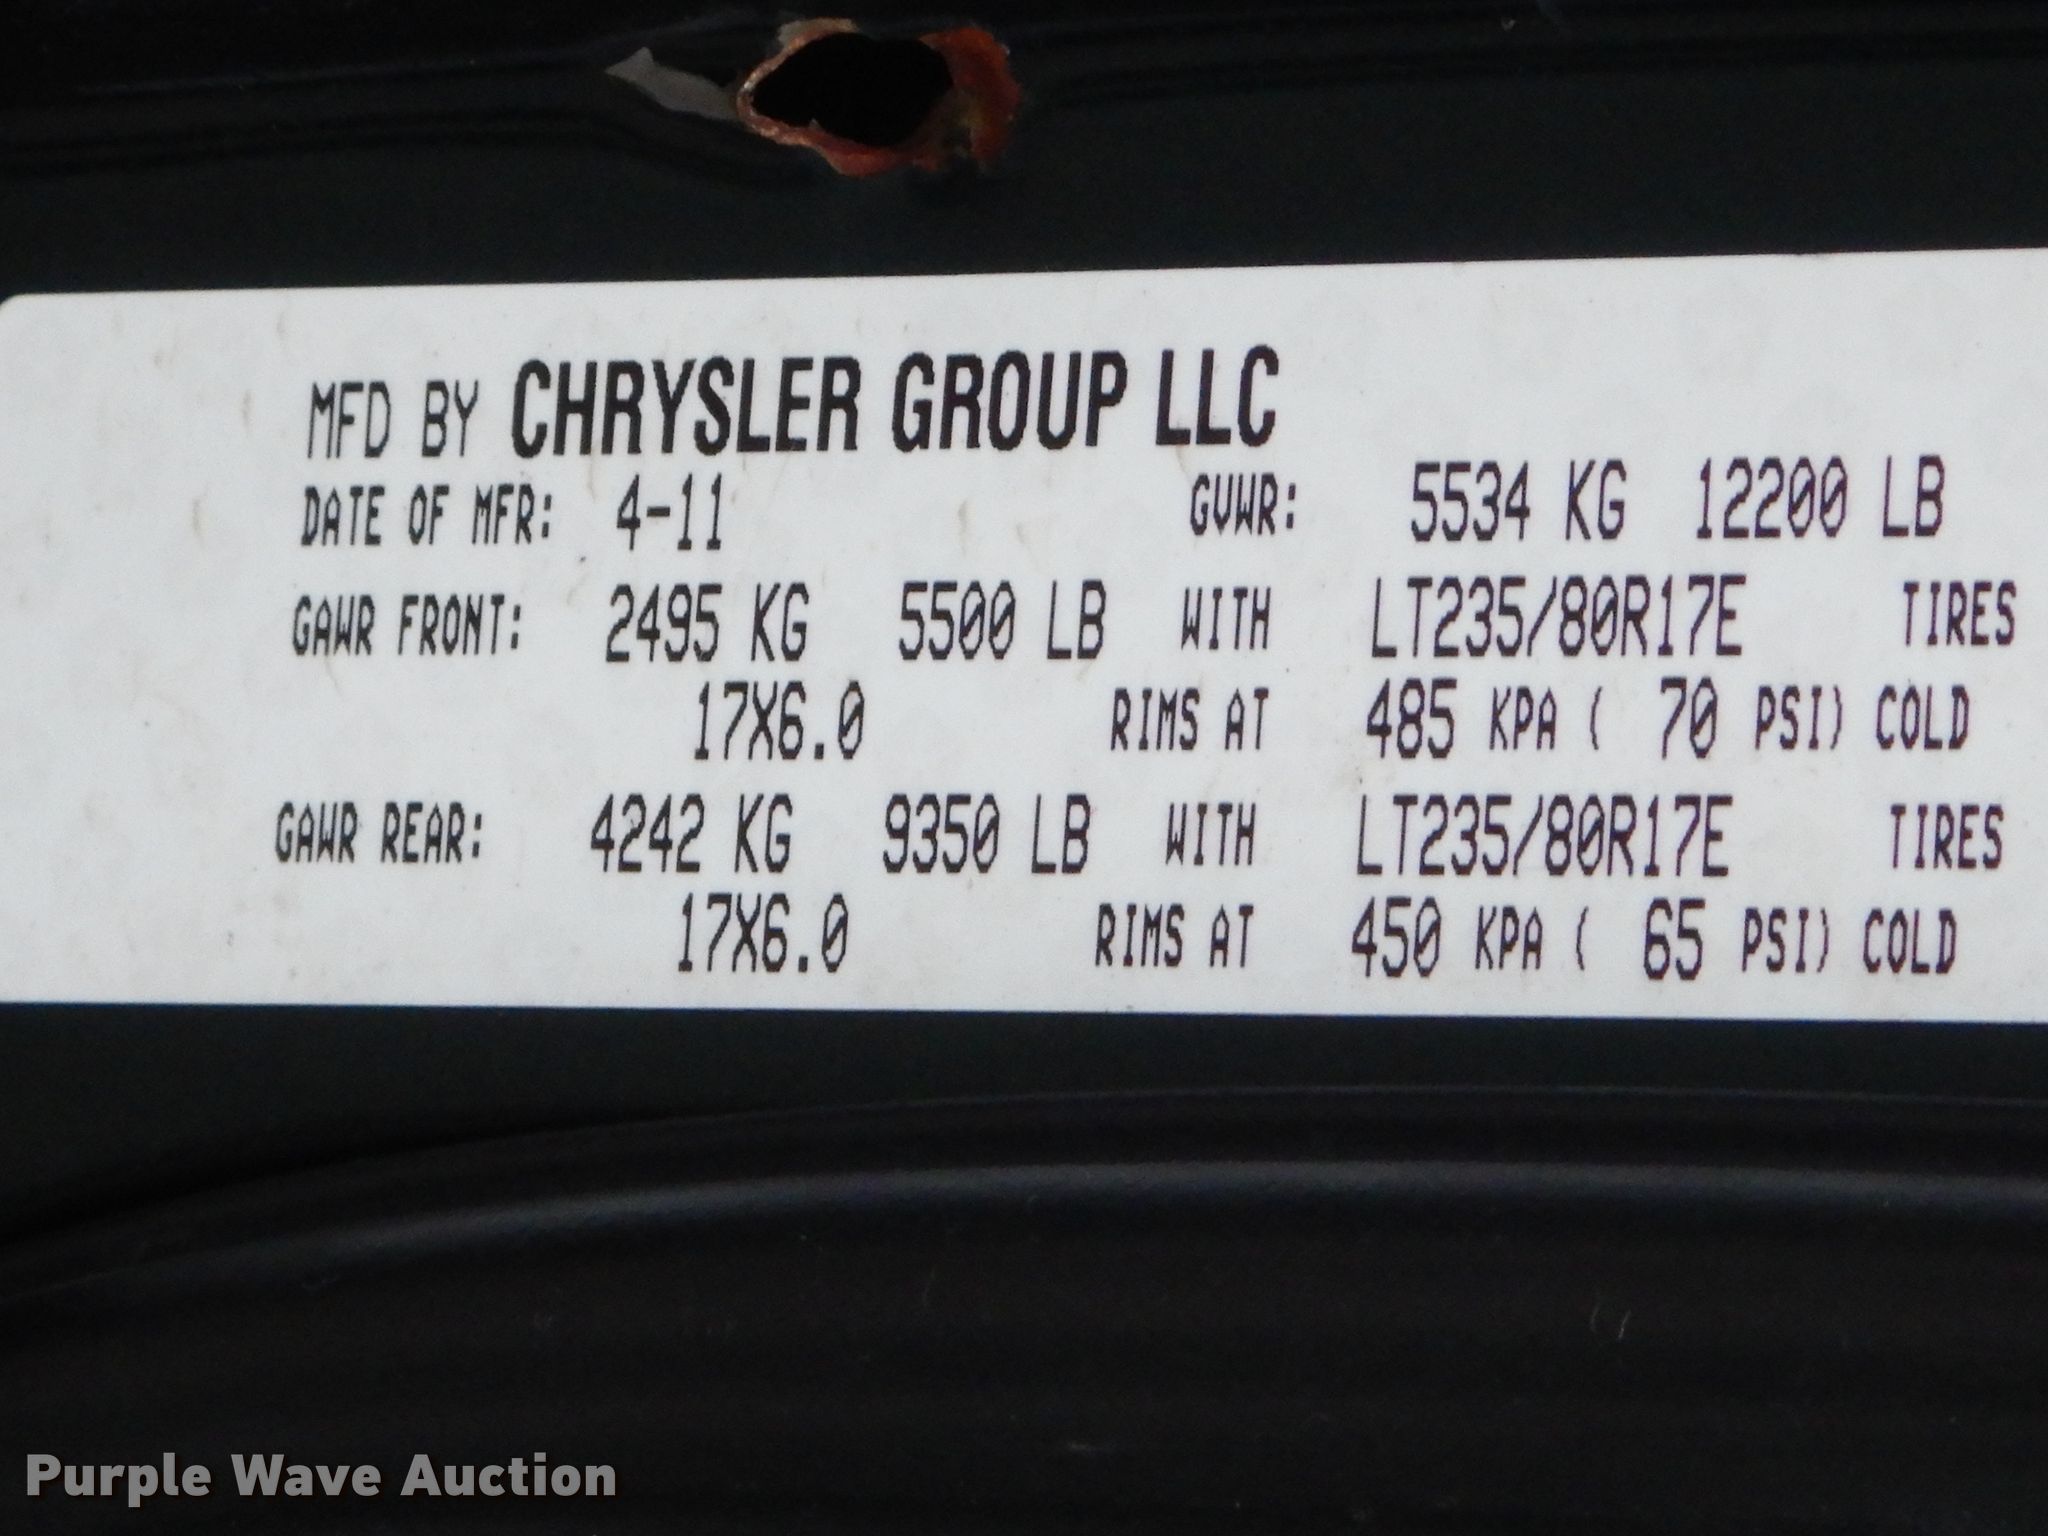 MFD BY CHRYSLER GROUP LLC
DATE OF MFR: 4-11 GVWR: 5534 KG 12200 LB
GAWR FRONT: 2495 KG 5500 LB WITH LT235/80R17E TIRES
17X6.0 RIMS AT 485 KPA ( 70 PSI) COLD
GAWR REAR: 4242 KG 9350 LB WITH LT235/80R17E TIRES
17X6.0 RIMS AT 450 KPA ( 65 PSI) COLD
Purple Wave Auction